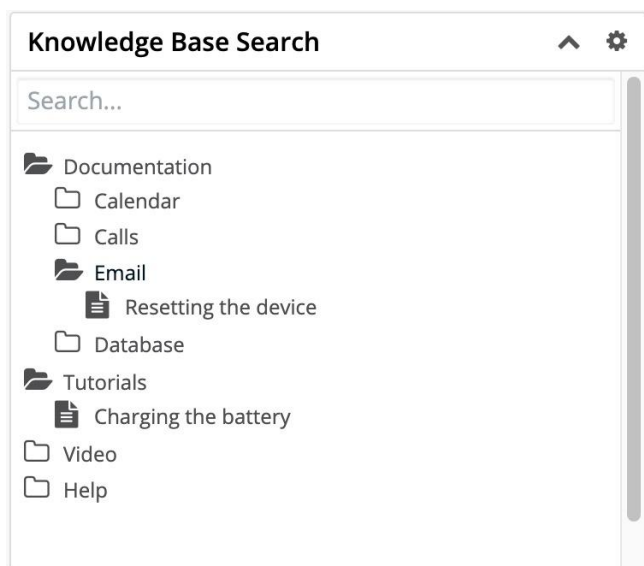 Knowledge Base Search
Search...
Documentation
Calendar
Calls
Email
Resetting the device
Database
Tutorials
Charging the battery
Video
Help